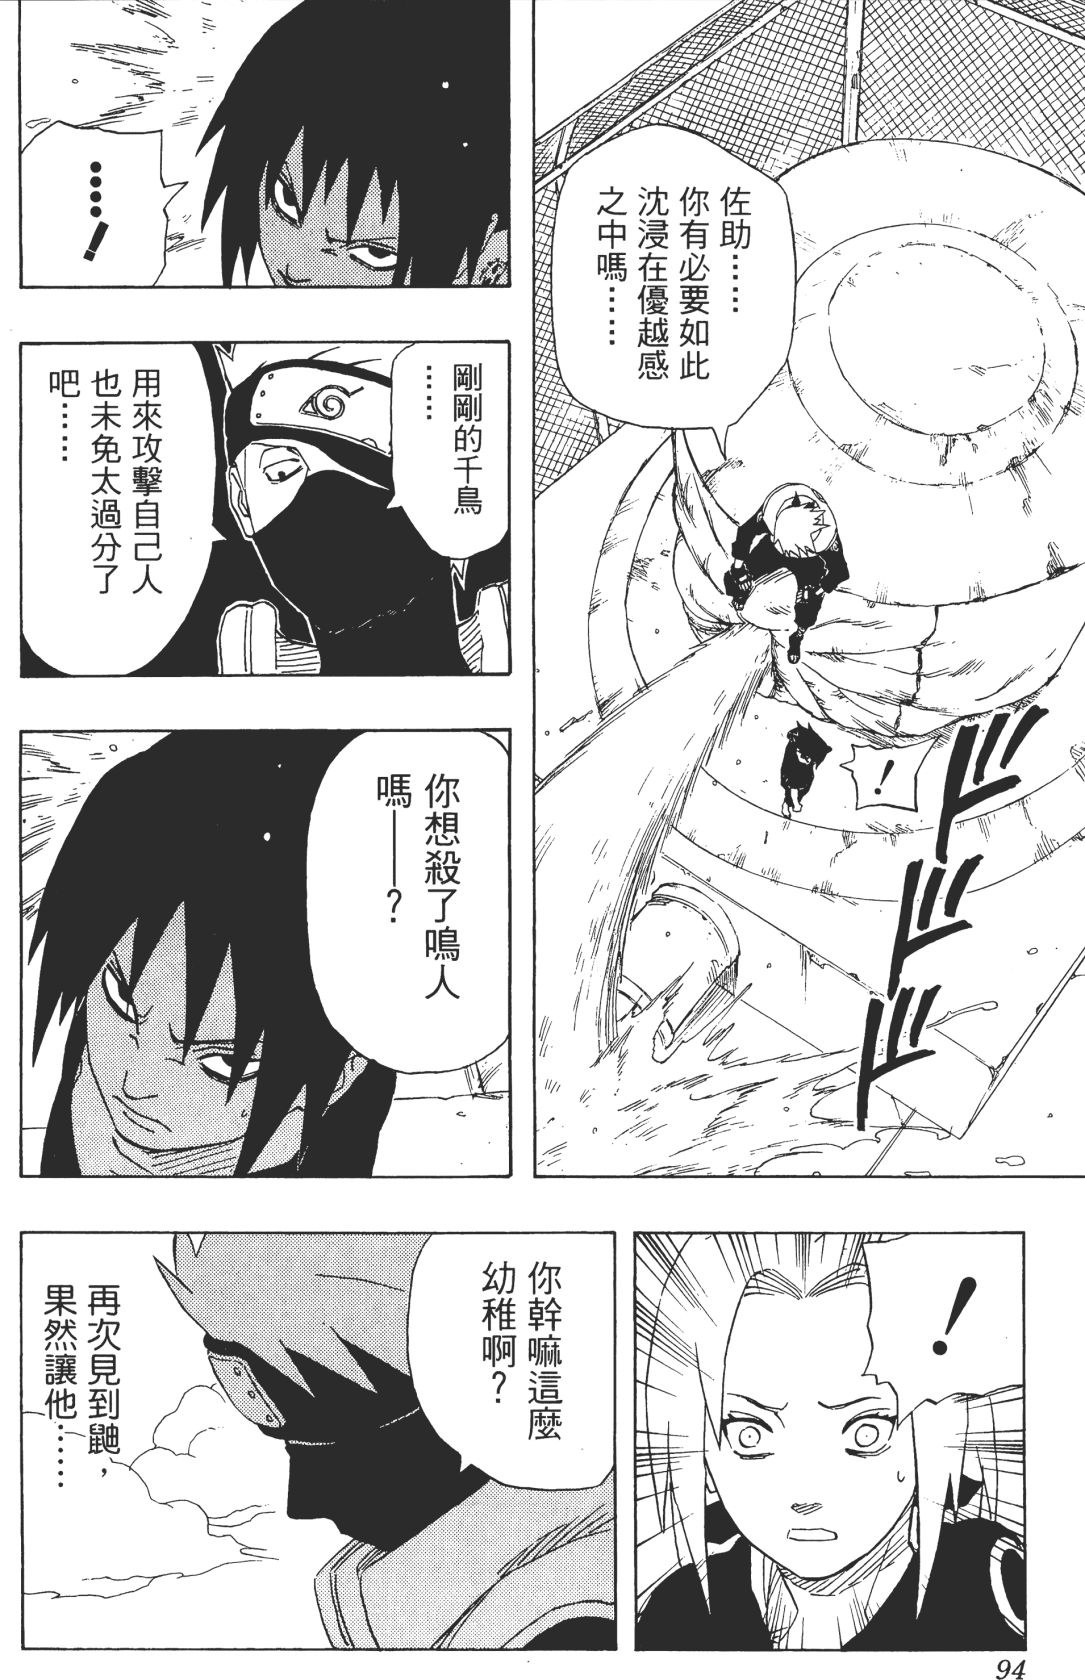 佐助……
你有必要如此
沈浸在優越感
之中嗎……
！
ドドド
……！
剛剛的千鳥
……
用來攻擊自己人
也未免太過分了
吧……
你想殺了鳴人
嗎——？
！
你幹嘛這麼
幼稚啊？
再次見到鼬，
果然讓他……
94